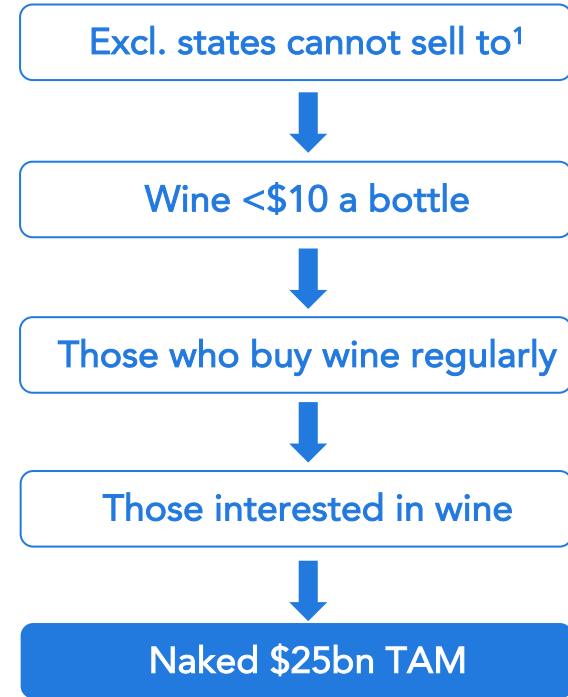 Excl. states cannot sell to¹
Wine <$10 a bottle
Those who buy wine regularly
Those interested in wine
Naked $25bn TAM